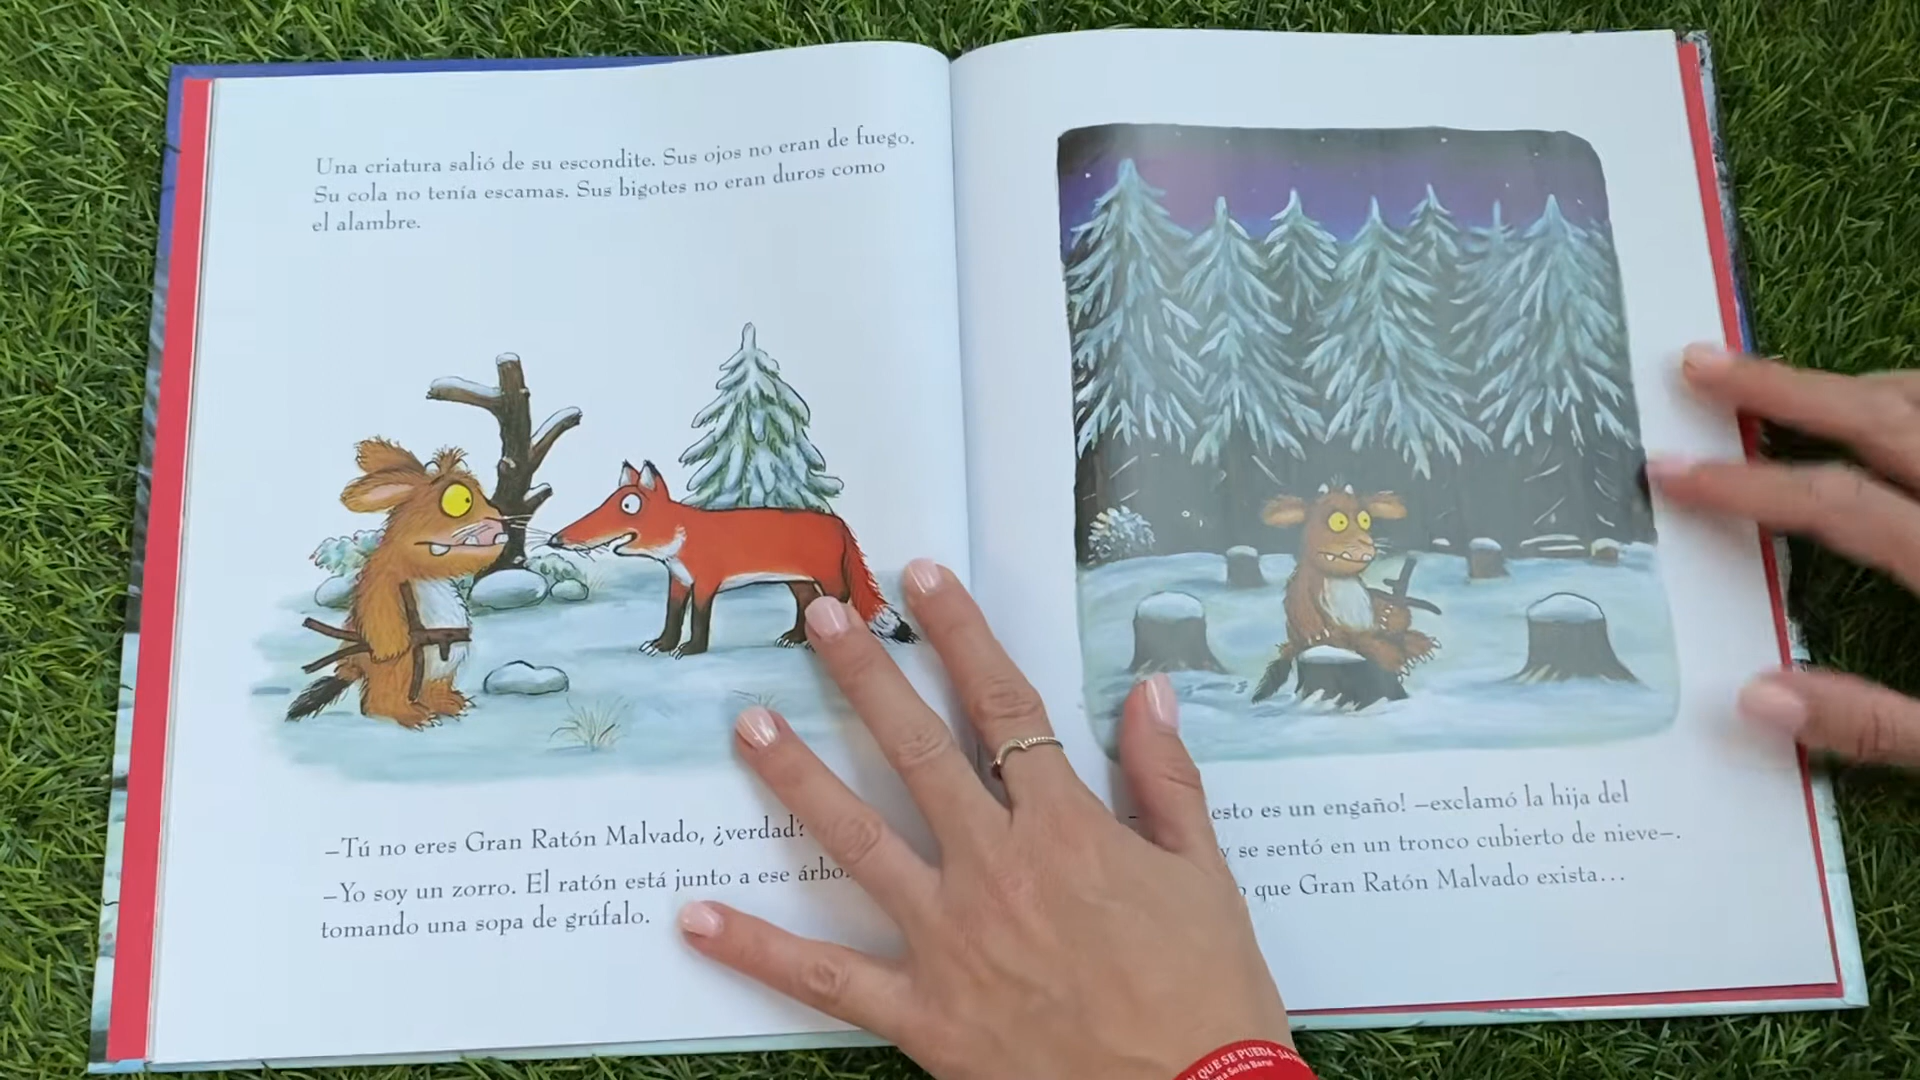 Una criatura salió de su escondite. Sus ojos no eran de fuego.
Su cola no tenía escamas. Sus bigotes no eran duros como
el alambre.
–Tú no eres Gran Ratón Malvado, ¿verdad?
–Yo soy un zorro. El ratón está junto a ese
tomando una sopa de grúfalo.
esto es un engaño! –exclamó la hija del
y se sentó en un tronco cubierto de nieve–.
que Gran Ratón Malvado exista...
QUE SE PUEDA